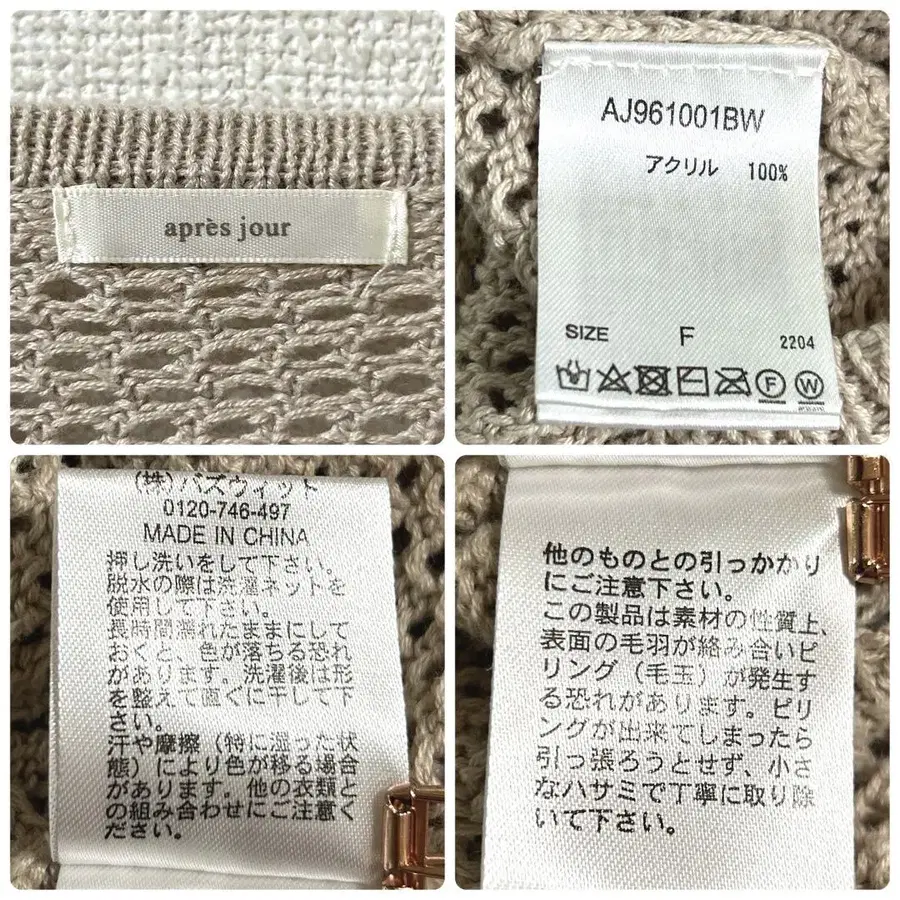 après jour
AJ961001BW
アクリル 100%
SIZE F 2204
F W
(株)バズウィット
0120-746-497
MADE IN CHINA
押し洗いをして下さい。
脱水の際は洗濯ネットを
使用して下さい。
長時間濡れたままにして
おくと、色が落ちる恐れ
があります。洗濯後は形
を整えて直ぐに干して下
さい。
汗や摩擦（特に湿った状
態）により色が移る場合
があります。他の衣類と
の組み合わせにご注意く
ださい。
他のものとの引っかかり
にご注意下さい。
この製品は素材の性質上、
表面の毛羽が絡み合いピ
リング（毛玉）が発生す
る恐れがあります。ピリ
ングが出来てしまったら
引っ張ろうとせず、小さ
なハサミで丁寧に取り除
いて下さい。